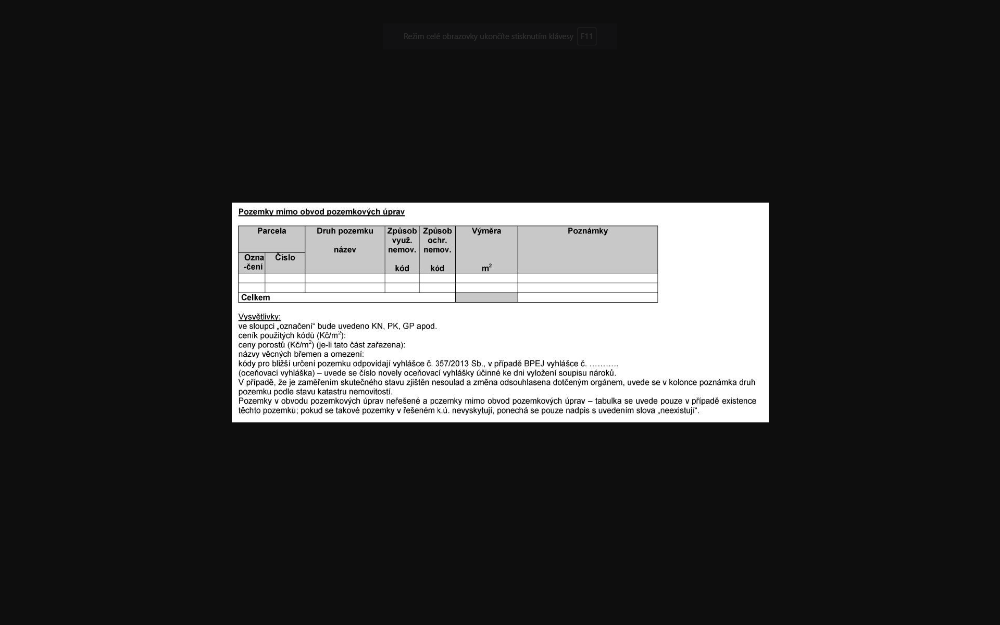 Režim celé obrazovky ukončíte stisknutím klávesy F11
Pozemky mimo obvod pozemkových úprav
Parcela
Druh pozemku
název
Způsob
využ.
nemov.
kód
Způsob
ochr.
nemov.
kód
Výměra
m²
Poznámky
Ozna
-čení
Číslo
Celkem
Vysvětlivky:
ve sloupci „označení“ bude uvedeno KN, PK, GP apod.
ceník použitých kódů (Kč/m²):
ceny porostů (Kč/m²) (je-li tato část zařazena):
názvy věcných břemen a omezení:
kódy pro bližší určení pozemku odpovídají vyhlášce č. 357/2013 Sb., v případě BPEJ vyhlášce č. ………..
(oceňovací vyhláška) – uvede se číslo novely oceňovací vyhlášky účinné ke dni vyložení soupisu nároků.
V případě, že je zaměřením skutečného stavu zjištěn nesoulad a změna odsouhlasena dotčeným orgánem, uvede se v kolonce poznámka druh
pozemku podle stavu katastru nemovitostí.
Pozemky v obvodu pozemkových úprav neřešené a pozemky mimo obvod pozemkových úprav – tabulka se uvede pouze v případě existence
těchto pozemků; pokud se takové pozemky v řešeném k.ú. nevyskytují, ponechá se pouze nadpis s uvedením slova „neexistují“.